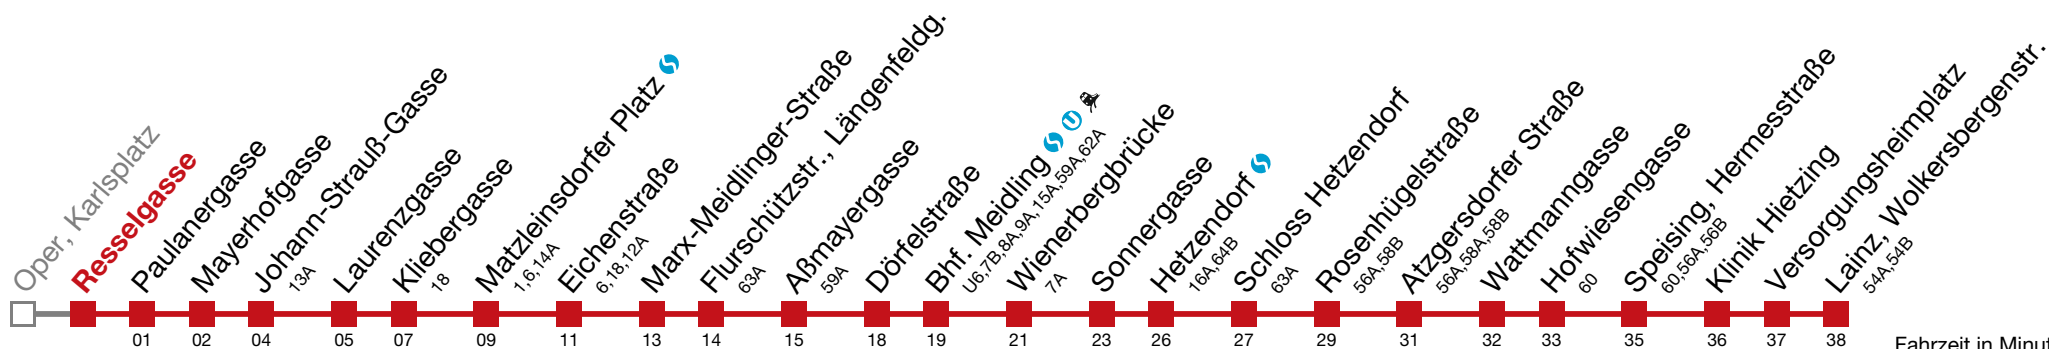 Oper, Karlsplatz
Resselgasse
Paulanergasse
Mayerhofgasse
Johann-Strauß-Gasse
13A
Laurenzgasse
Kliebergasse
18
Matzleinsdorfer Platz
1,6,14A
Eichenstraße
6,18,12A
Marx-Meidlinger-Straße
Flurschützstr., Längenfeldg.
63A
Aßmayergasse
59A
Dörfelstraße
Bhf. Meidling
U6,7B,8A,9A,15A,59A,62A
Wienerbergbrücke
7A
Sonnergasse
Hetzendorf
16A,64B
Schloss Hetzendorf
63A
Rosenhügelstraße
56A,58B
Atzgersdorfer Straße
56A,58A,58B
Wattmanngasse
Hofwiesengasse
60
Speising, Hermesstraße
60,56A,56B
Klinik Hietzing
Versorgungsheimplatz
Lainz, Wolkersbergenstr.
54A,54B
01 02 04 05 07 09 11 13 14 15 18 19 21 23 26 27 29 31 32 33 35 36 37 38
Fahrzeit in Minut